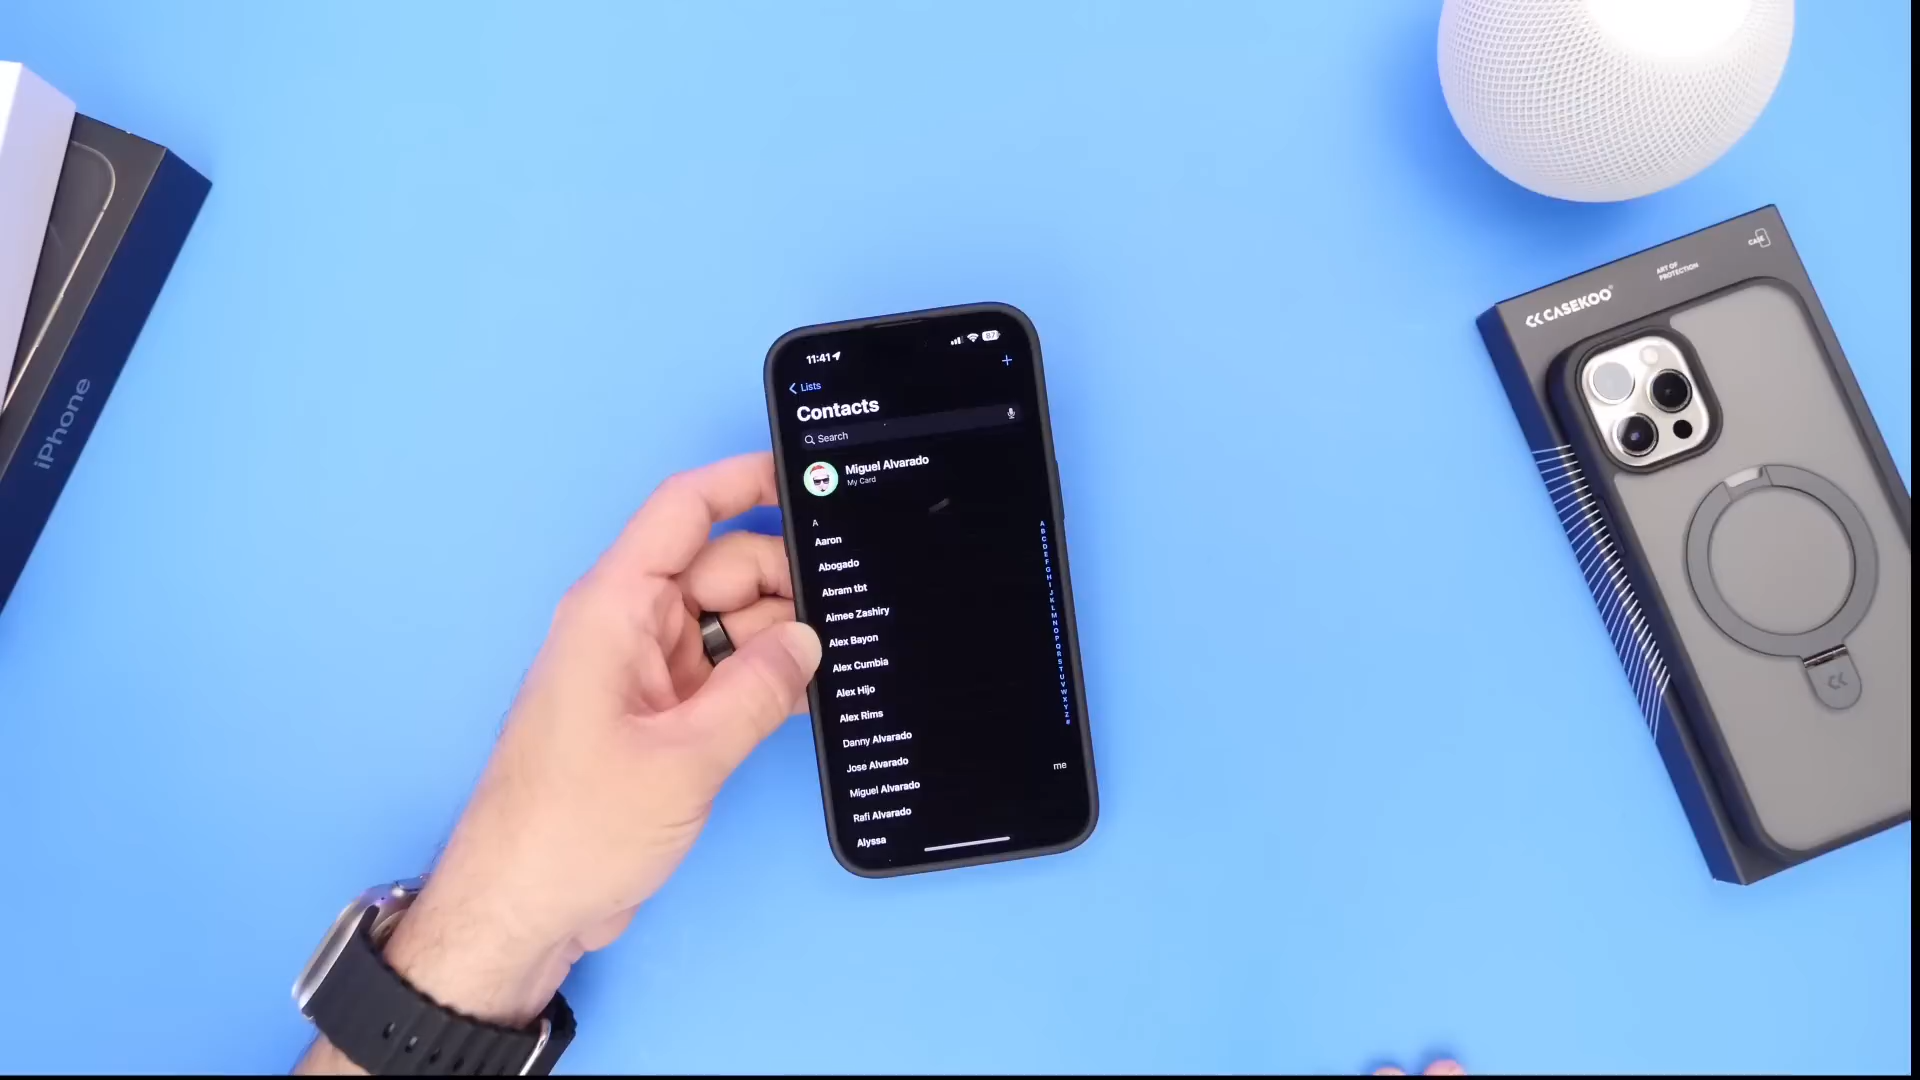 iPhone
11:41
87
Lists
Contacts
Search
Miguel Alvarado
My Card
A
Aaron
Abogado
Abram tbt
Aimee Zashiry
Alex Bayon
Alex Cumbia
Alex Hijo
Alex Rims
Danny Alvarado
Jose Alvarado
Miguel Alvarado me
Rafi Alvarado
Alyssa
A
B
C
D
E
F
G
H
I
J
K
L
M
N
O
P
Q
R
S
T
U
V
W
X
Y
Z
#
CASEKOO
ART OF
PROTECTION
CASE